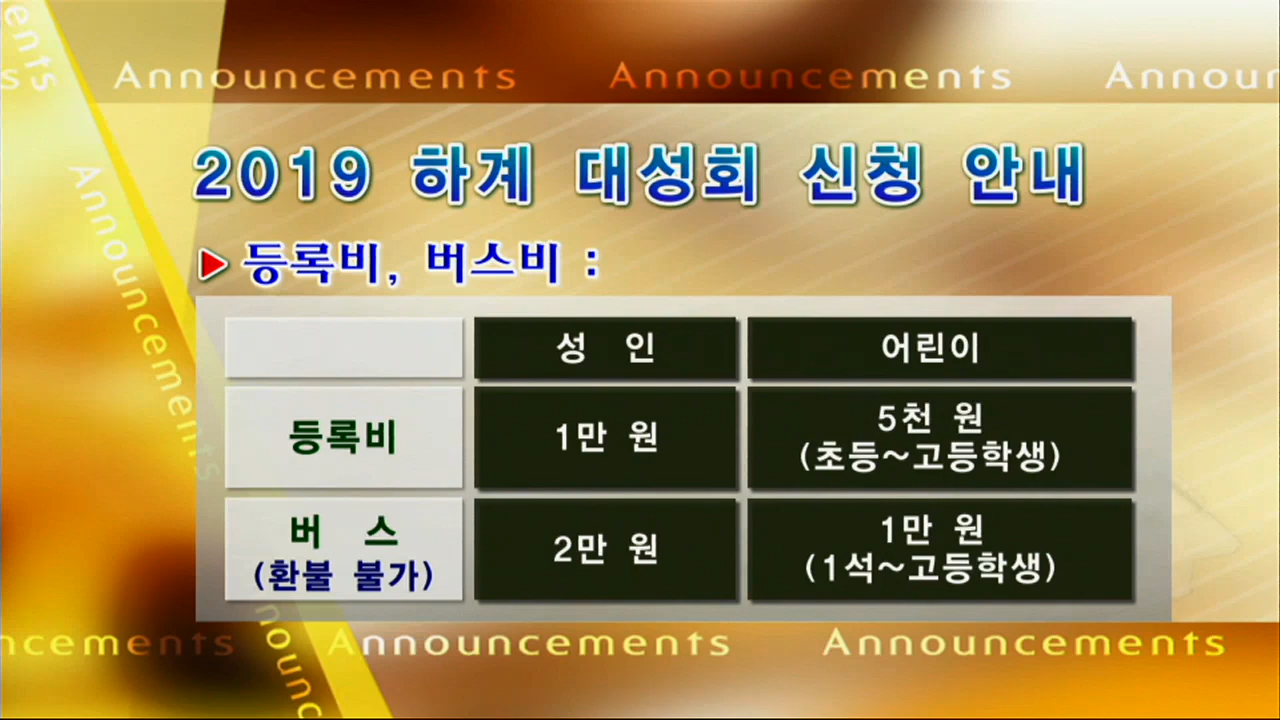 ents
s Announcements Announcements Announ
Announcements
2019 하계 대성회 신청 안내
등록비, 버스비 :
성 인 어린이
등록비 1만 원 5천 원
(초등~고등학생)
버 스 2만 원 1만 원
(환불 불가) (1석~고등학생)
ncements Announcements Announcements
nounc